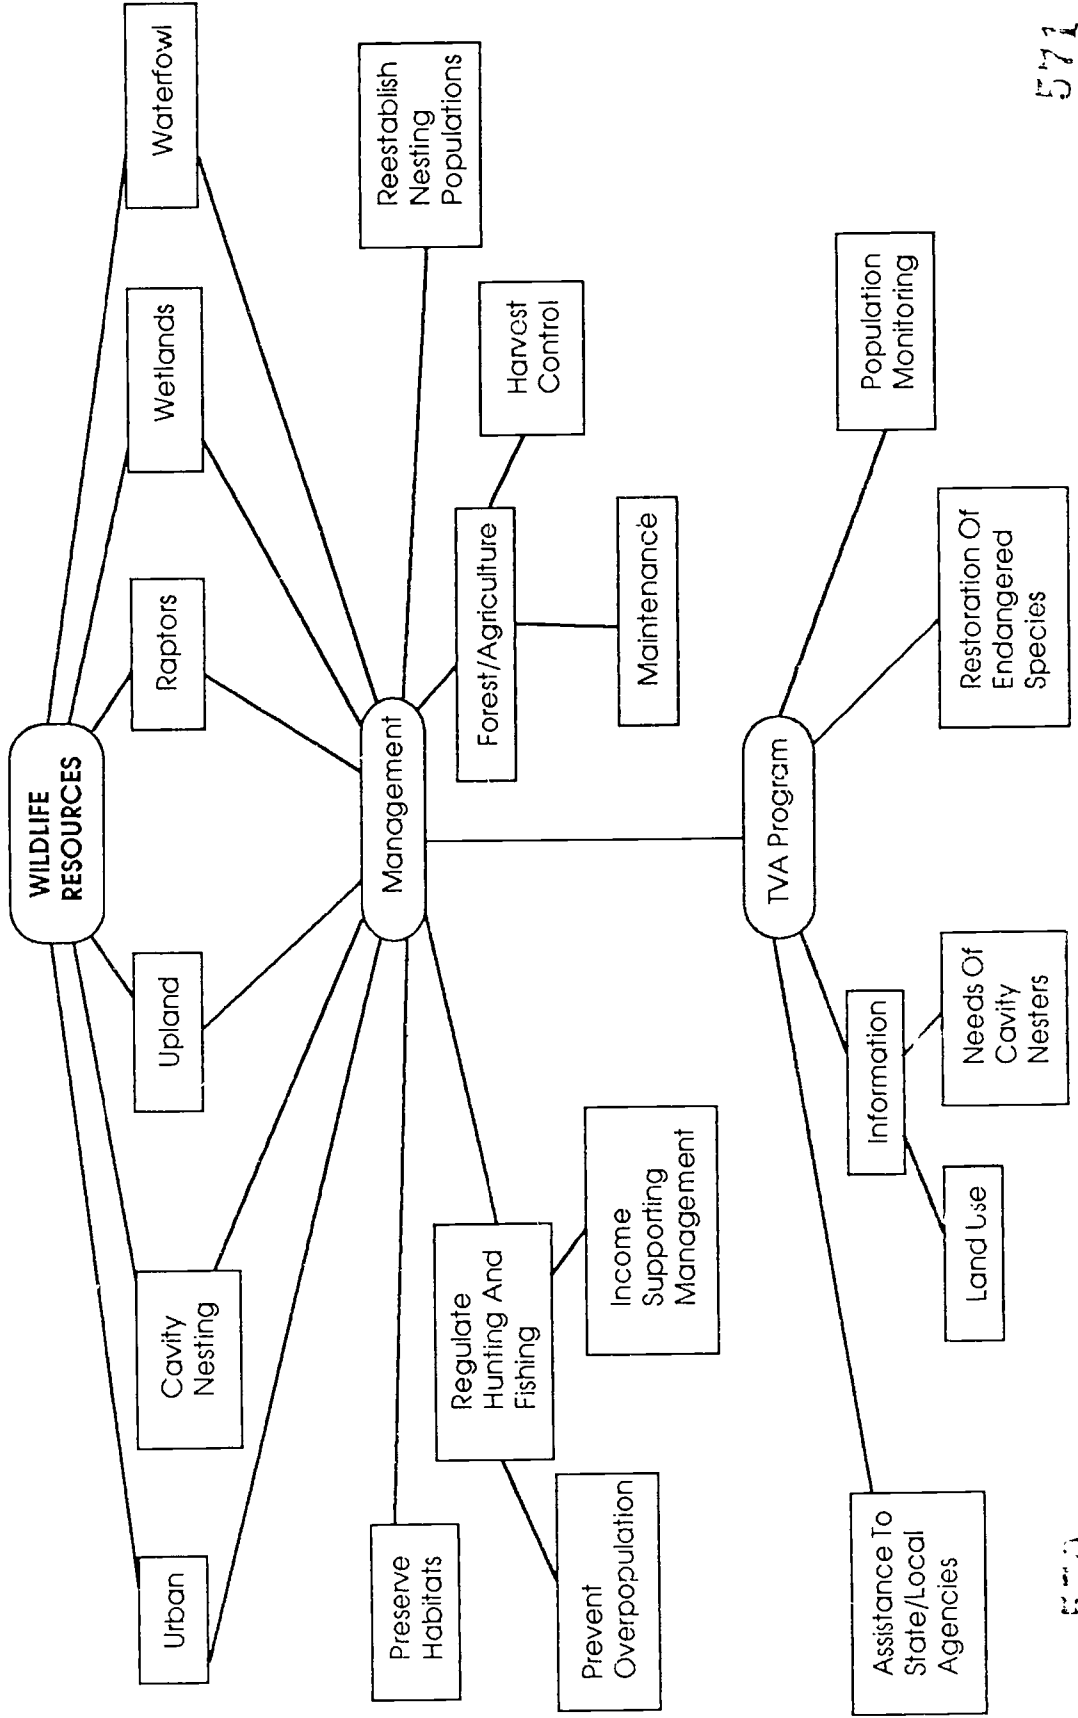 WILDLIFE
RESOURCES
Urban
Cavity
Nesting
Upland
Raptors
Wetlands
Waterfowl
Management
Preserve
Habitats
Regulate
Hunting And
Fishing
Prevent
Overpopulation
Income
Supporting
Management
Forest/Agriculture
Harvest
Control
Maintenance
Reestablish
Nesting
Populations
TVA Program
Assistance To
State/Local
Agencies
Information
Land Use
Needs Of
Cavity
Nesters
Restoration Of
Endangered
Species
Population
Monitoring
571